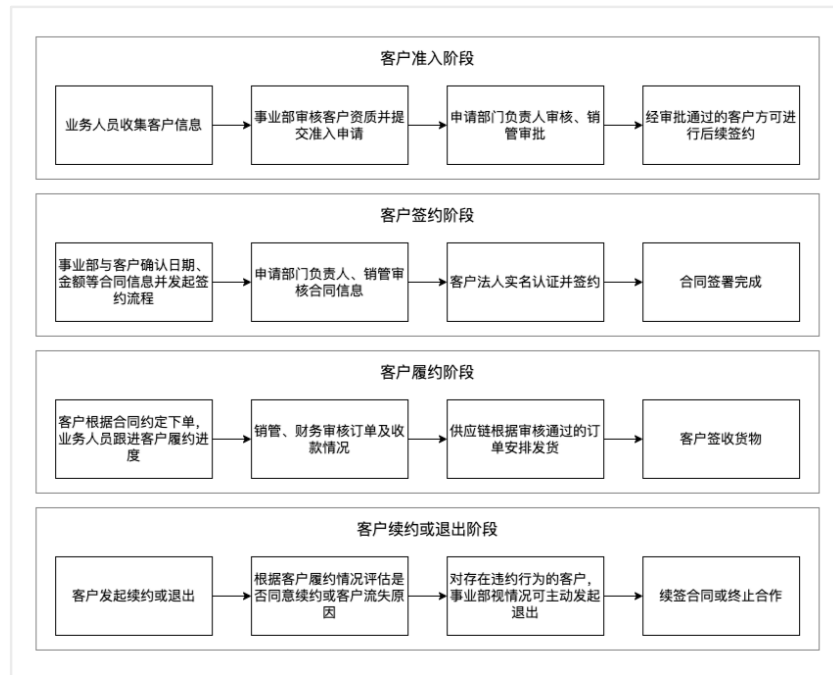 客户准入阶段
业务人员收集客户信息
事业部审核客户资质并提
交准入申请
申请部门负责人审核、销
管审批
经审批通过的客户方可进
行后续签约
客户签约阶段
事业部与客户确认日期、
金额等合同信息并发起签
约流程
申请部门负责人、销管审
核合同信息
客户法人实名认证并签约
合同签署完成
客户履约阶段
客户根据合同约定下单，
业务人员跟进客户履约进
度
销管、财务审核订单及收
款情况
供应链根据审核通过的订
单安排发货
客户签收货物
客户续约或退出阶段
客户发起续约或退出
根据客户履约情况评估是
否同意续约或客户流失原
因
对存在违约行为的客户，
事业部视情况可主动发起
退出
续签合同或终止合作